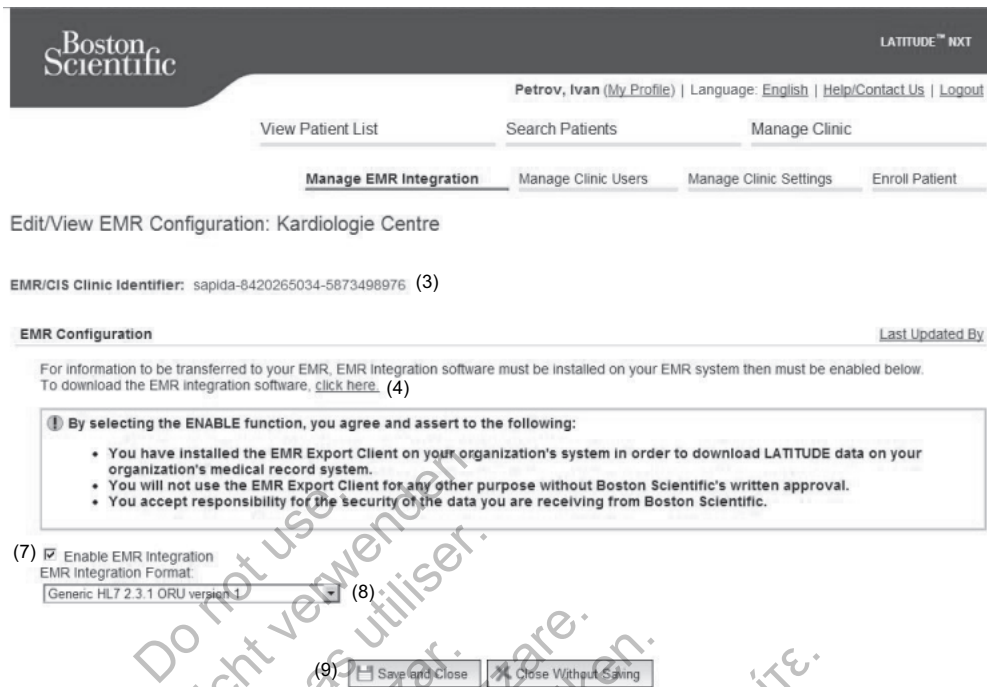 Boston
Scientific
LATITUDE™ NXT
Petrov, Ivan (My Profile) | Language: English | Help/Contact Us | Logout
View Patient List Search Patients Manage Clinic
Manage EMR Integration Manage Clinic Users Manage Clinic Settings Enroll Patient
Edit/View EMR Configuration: Kardiologie Centre
EMR/CIS Clinic Identifier: sapida-8420265034-5873498976 (3)
EMR Configuration Last Updated By
For information to be transferred to your EMR, EMR Integration software must be installed on your EMR system then must be enabled below.
To download the EMR integration software, click here. (4)
By selecting the ENABLE function, you agree and assert to the following:
• You have installed the EMR Export Client on your organization's system in order to download LATITUDE data on your
organization's medical record system.
• You will not use the EMR Export Client for any other purpose without Boston Scientific's written approval.
• You accept responsibility for the security of the data you are receiving from Boston Scientific.
(7) Enable EMR Integration
EMR Integration Format:
Generic HL7 2.3.1 ORU version 1 (8)
(9) Save and Close Close Without Saving
Do not use.
verwenden
utiliser.